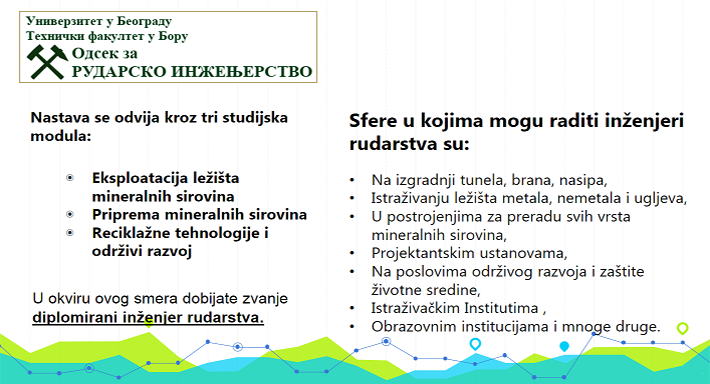 Универзитет у Београду
Технички факултет у Бору
Одсек за
РУДАРСКО ИНЖЕЊЕРСТВО
Nastava se odvija kroz tri studijska
modula:
Eksploatacija ležišta
mineralnih sirovina
Priprema mineralnih sirovina
Reciklažne tehnologije i
održivi razvoj
U okviru ovog smera dobijate zvanje
diplomirani inženjer rudarstva.
Sfere u kojima mogu raditi inženjeri
rudarstva su:
• Na izgradnji tunela, brana, nasipa,
• Istraživanju ležišta metala, nemetala i ugljeva,
• U postrojenjima za preradu svih vrsta
mineralnih sirovina,
• Projektantskim ustanovama,
• Na poslovima održivog razvoja i zaštite
životne sredine,
• Istraživačkim Institutima ,
• Obrazovnim institucijama i mnoge druge.